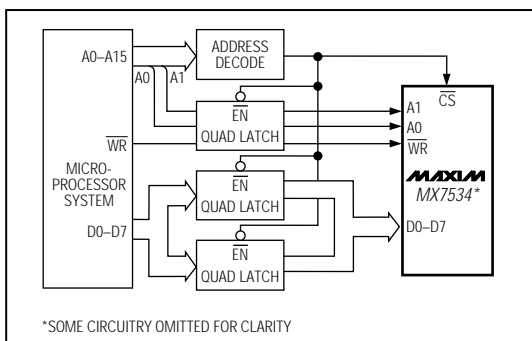 A0–A15
A0
A1
ADDRESS
DECODE
CS
EN
QUAD LATCH
A1
A0
WR
WR
MICRO-
PROCESSOR
SYSTEM
MAXIM
MX7534*
EN
QUAD LATCH
D0–D7
D0–D7
EN
QUAD LATCH
*SOME CIRCUITRY OMITTED FOR CLARITY